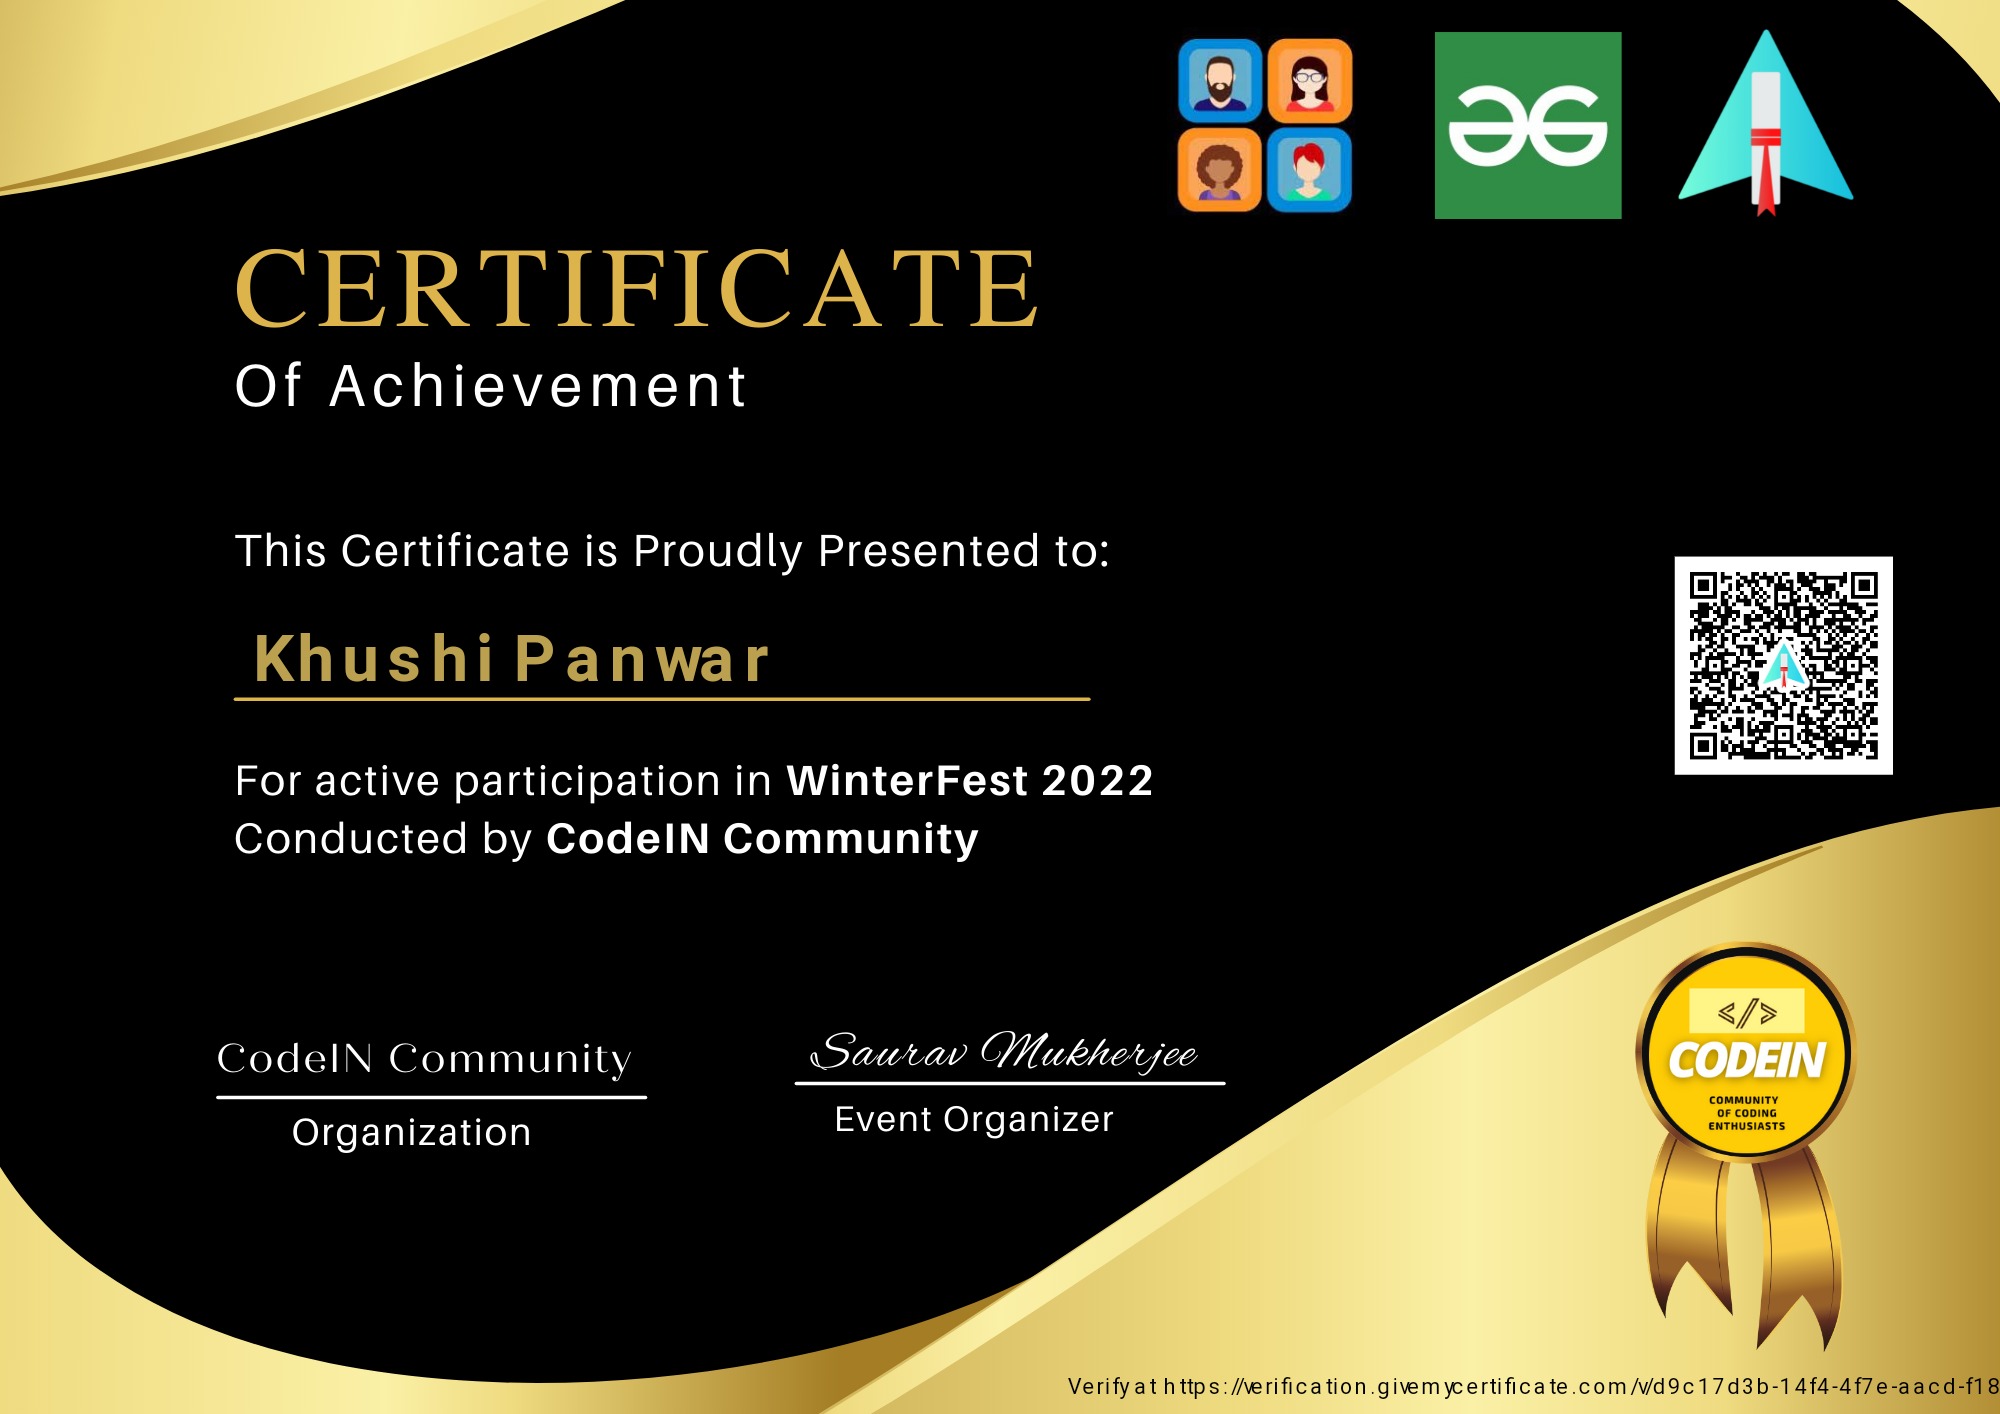 CERTIFICATE
Of Achievement
This Certificate is Proudly Presented to:
Khushi Panwar
For active participation in WinterFest 2022
Conducted by CodeIN Community
CodeIN Community
Organization
Saurav Mukherjee
Event Organizer
</>
CODEIN
COMMUNITY
OF CODING
ENTHUSIASTS
Verify at https://verification.givemycertificate.com/v/d9c17d3b-14f4-4f7e-aacd-f18